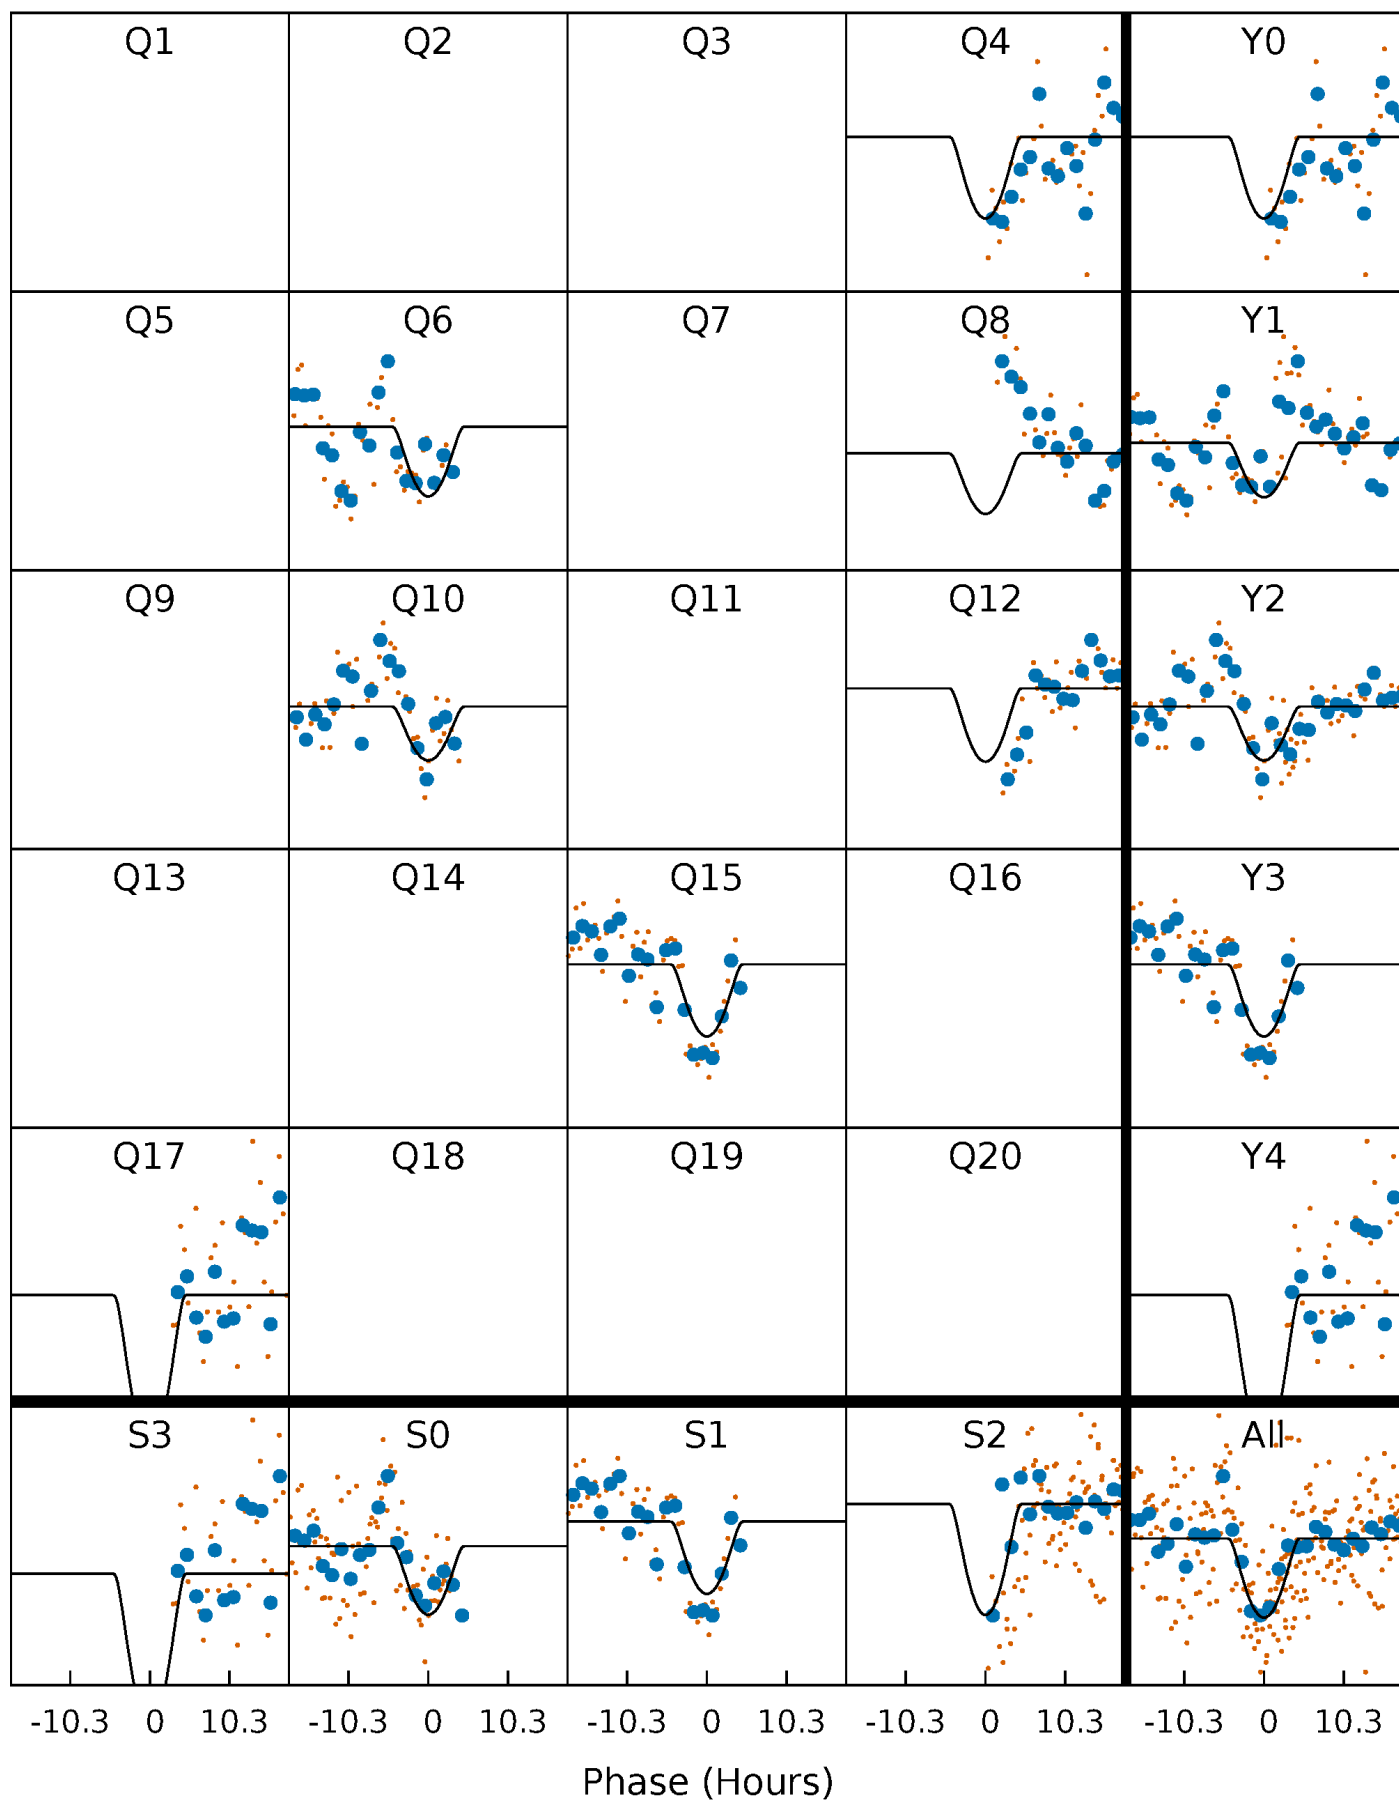 Q1 Q2 Q3 Q4 Y0
Q5 Q6 Q7 Q8 Y1
Q9 Q10 Q11 Q12 Y2
Q13 Q14 Q15 Q16 Y3
Q17 Q18 Q19 Q20 Y4
S3 S0 S1 S2 All
-10.3 0 10.3 -10.3 0 10.3 -10.3 0 10.3 -10.3 0 10.3 -10.3 0 10.3
Phase (Hours)